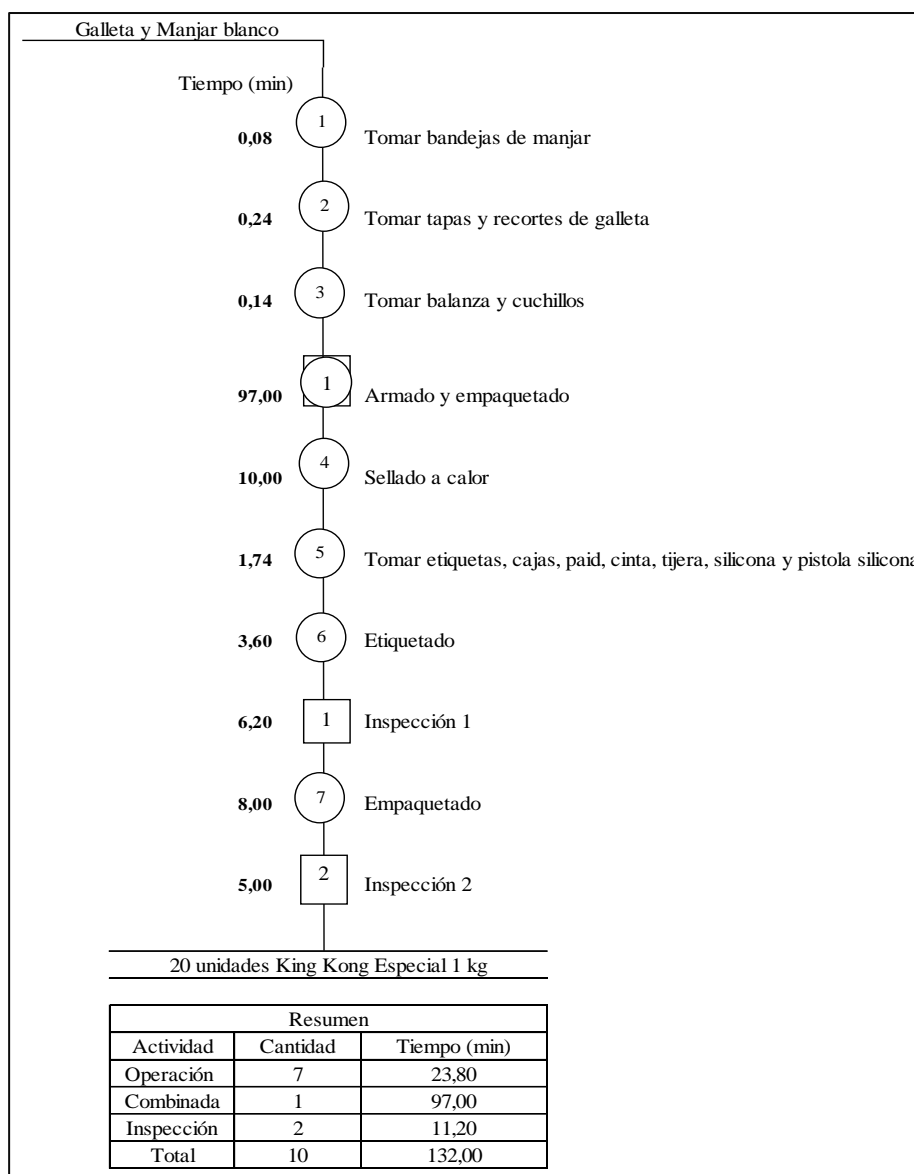 Galleta y Manjar blanco
Tiempo (min)
0,08 1 Tomar bandejas de manjar
0,24 2 Tomar tapas y recortes de galleta
0,14 3 Tomar balanza y cuchillos
97,00 1 Armado y empaquetado
10,00 4 Sellado a calor
1,74 5 Tomar etiquetas, cajas, paid, cinta, tijera, silicona y pistola silicona
3,60 6 Etiquetado
6,20 1 Inspección 1
8,00 7 Empaquetado
5,00 2 Inspección 2
20 unidades King Kong Especial 1 kg
Resumen
Actividad Cantidad Tiempo (min)
Operación 7 23,80
Combinada 1 97,00
Inspección 2 11,20
Total 10 132,00